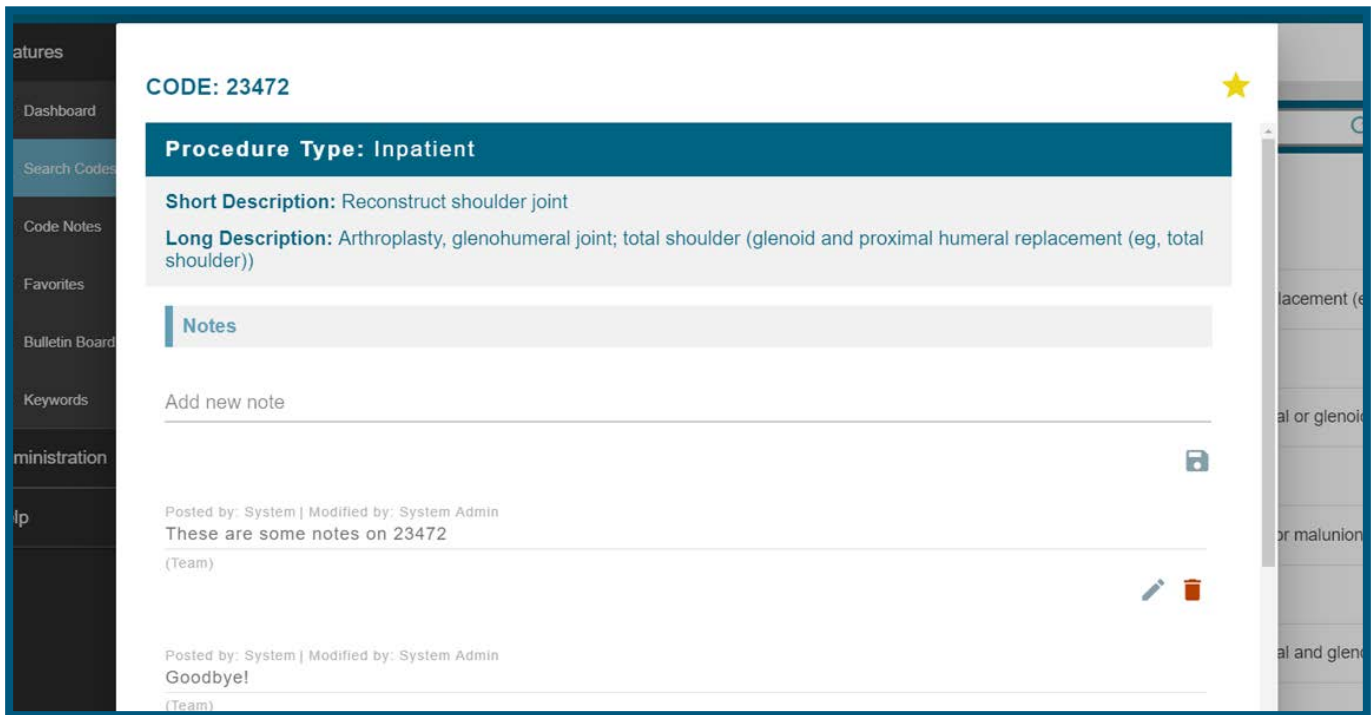 atures
Dashboard
Search Codes
Code Notes
Favorites
Bulletin Board
Keywords
ministration
lp
CODE: 23472
Procedure Type: Inpatient
Short Description: Reconstruct shoulder joint
Long Description: Arthroplasty, glenohumeral joint; total shoulder (glenoid and proximal humeral replacement (eg, total
shoulder))
Notes
Add new note
Posted by: System | Modified by: System Admin
These are some notes on 23472
(Team)
Posted by: System | Modified by: System Admin
Goodbye!
(Team)
lacement (e
al or glenoid
or malunion
al and gleno